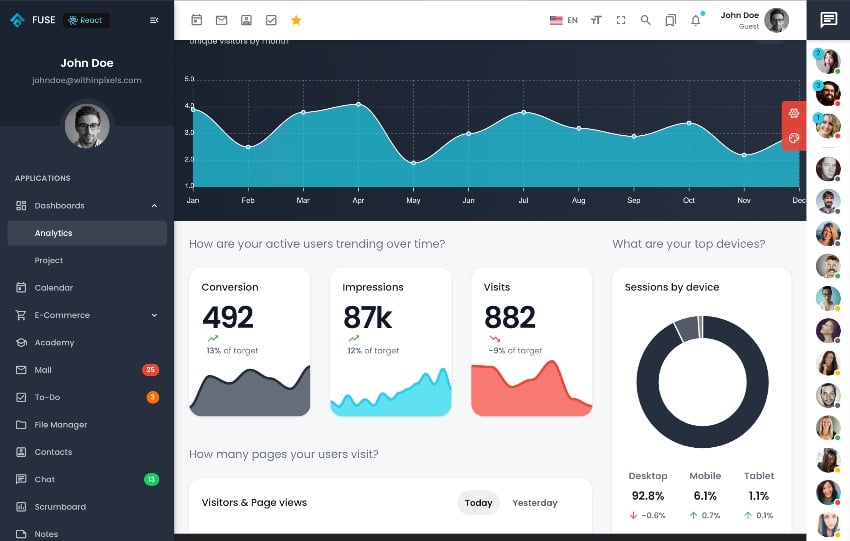 FUSE
React
John Doe
johndoe@withinpixels.com
APPLICATIONS
Dashboards
Analytics
Project
Calendar
E-Commerce
Academy
Mail 25
To-Do 3
File Manager
Contacts
Chat 13
Scrumboard
Notes
EN
John Doe
Guest
unique visitors by month
5.0
4.0
3.0
2.0
1.0
Jan Feb Mar Apr May Jun Jul Aug Sep Oct Nov Dec
How are your active users trending over time?
Conversion
492
13% of target
Impressions
87k
12% of target
Visits
882
-9% of target
How many pages your users visit?
Visitors & Page views
Today Yesterday
What are your top devices?
Sessions by device
Desktop Mobile Tablet
92.8% 6.1% 1.1%
-0.6% 0.7% 0.1%
2
3
1